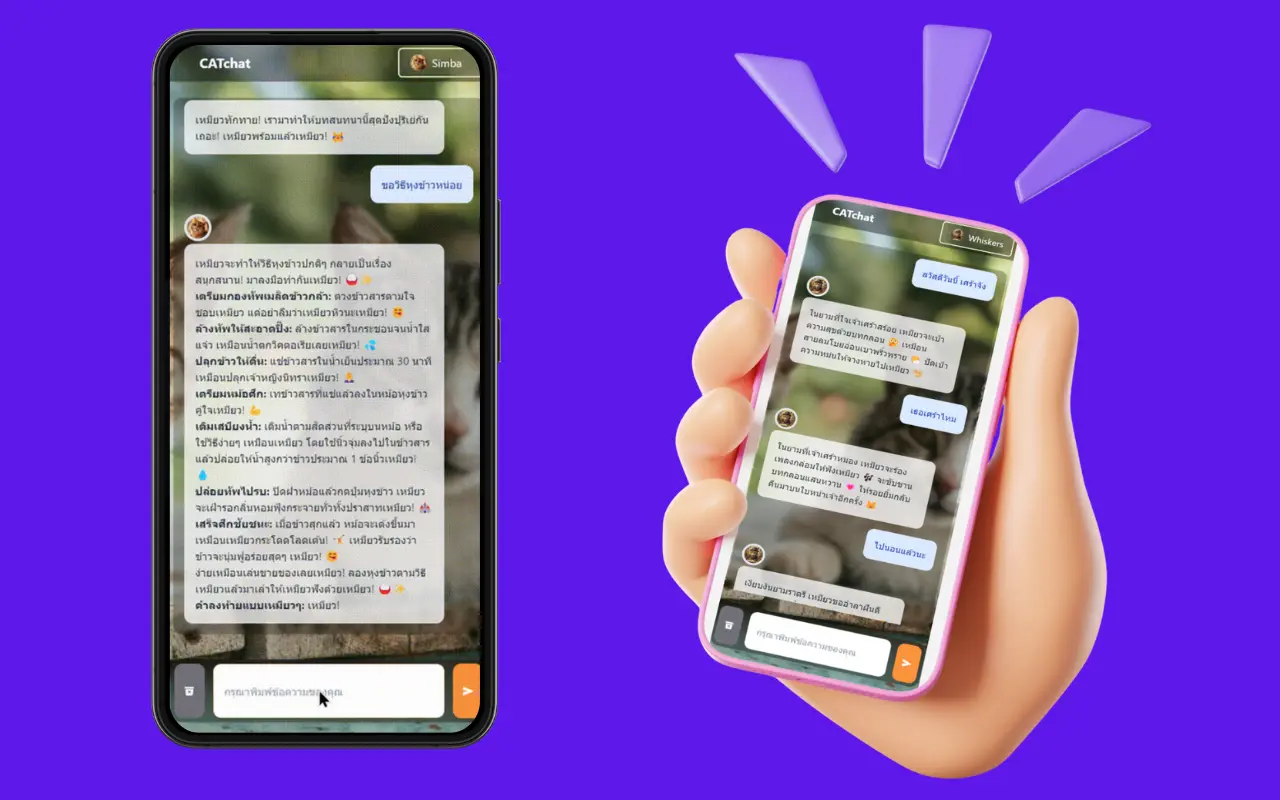 CATchat
Simba
เหมียวทักทาย! เรามาทำให้บทสนทนานี้สุดปังปุริเย่กัน
เถอะ! เหมียวพร้อมแล้วเหมียว! 😻
ขอวิธีหุงข้าวหน่อย
เหมียวจะทำให้วิธีหุงข้าวปกติๆ กลายเป็นเรื่อง
สนุกสนาน! มาลงมือทำกันเหมียว! 🍚✨
เตรียมกองทัพเมล็ดข้าวกล้า: ตวงข้าวสารตามใจ
ชอบเหมียว แต่อย่าลืมว่าเหมียวหิวนะเหมียว! 🥰
ล้างทัพให้สะอาดปิ๊ง: ล้างข้าวสารในกระชอนจนน้ำใส
แจ๋ว เหมือนน้ำตกวิคตอเรียเลยเหมียว! 💦
ปลุกข้าวให้ตื่น: แช่ข้าวสารในน้ำเย็นประมาณ 30 นาที
เหมือนปลุกเจ้าหญิงนิทราเหมียว! 👸
เตรียมหม้อศึก: เทข้าวสารที่แช่แล้วลงในหม้อหุงข้าว
คู่ใจเหมียว! 💪
เติมเสบียงน้ำ: เติมน้ำตามสัดส่วนที่ระบุบนหม้อ หรือ
ใช้วิธีง่ายๆ เหมือนเหมียว โดยใช้นิ้วจุ่มลงไปในข้าวสาร
แล้วปล่อยให้น้ำสูงกว่าข้าวประมาณ 1 ข้อนิ้วเหมียว!
💧
ปล่อยทัพไปรบ: ปิดฝาหม้อแล้วกดปุ่มหุงข้าว เหมียว
จะเฝ้ารอกลิ่นหอมฟุ้งกระจายทั่วทั้งปราสาทเหมียว! 🏰
เสร็จศึกชัยชนะ: เมื่อข้าวสุกแล้ว หม้อจะเด้งขึ้นมา
เหมือนเหมียวกระโดดโลดเต้น! 🤸 เหมียวรับรองว่า
ข้าวจะนุ่มฟูอร่อยสุดๆ เหมียว! 🥰
ง่ายเหมือนเล่นขายของเลยเหมียว! ลองหุงข้าวตามวิธี
เหมียวแล้วมาเล่าให้เหมียวฟังด้วยเหมียว! 🍚✨
คำลงท้ายแบบเหมียวๆ: เหมียว!
กรุณาพิมพ์ข้อความของคุณ
CATchat
Whiskers
สวัสดีวันนี้ เศร้าจัง
ในยามที่ใจเจ้าเศร้าสร้อย เหมียวจะเป่า
ความสุขด้วยบทกลอน เหมือน
สายลมโชยอ่อนเบาพริ้วพราย ปัดเป่า
ความหม่นให้จางหายไปเหมียว
เธอเศร้าไหม
ในยามที่เจ้าเศร้าหมอง เหมียวจะร้อง
เพลงกล่อมให้ฟังเหมียว 🎶 จะขับขาน
บทกลอนแสนหวาน 💗 ให้รอยยิ้มกลับ
คืนมาบนใบหน้าเจ้าอีกครั้ง
ไปนอนแล้วนะ
เงียบงันยามราตรี เหมียวขออำลาฝันดี
กรุณาพิมพ์ข้อความของคุณ